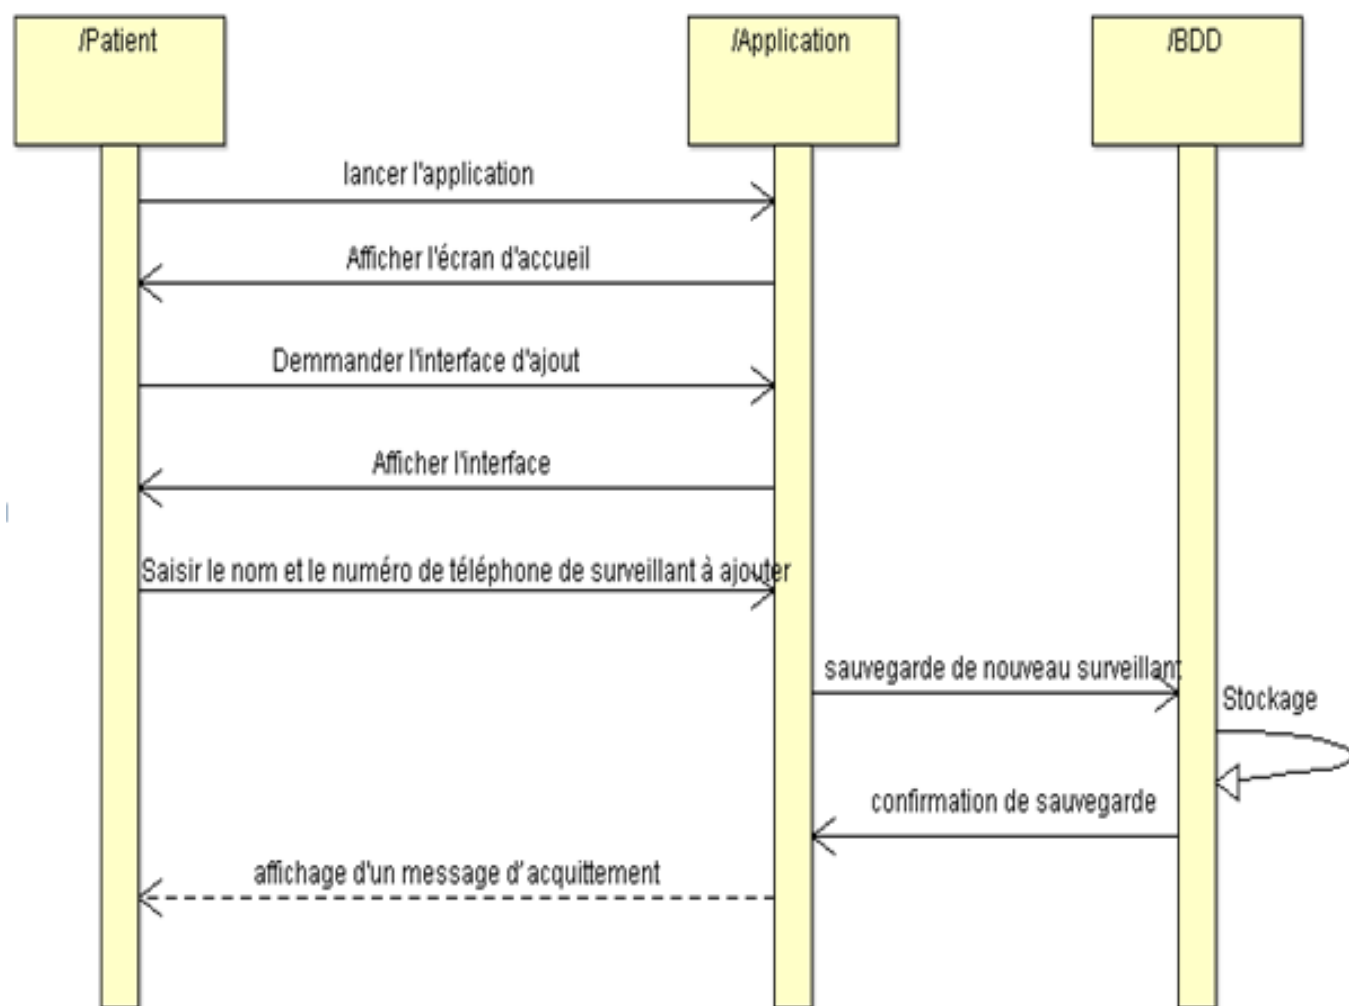 /Patient
/Application
/BDD
lancer l'application
Afficher l'écran d'accueil
Demmander l'interface d'ajout
Afficher l'interface
Saisir le nom et le numéro de téléphone de surveillant à ajouter
sauvegarde de nouveau surveillant
Stockage
confirmation de sauvegarde
affichage d'un message d'acquittement